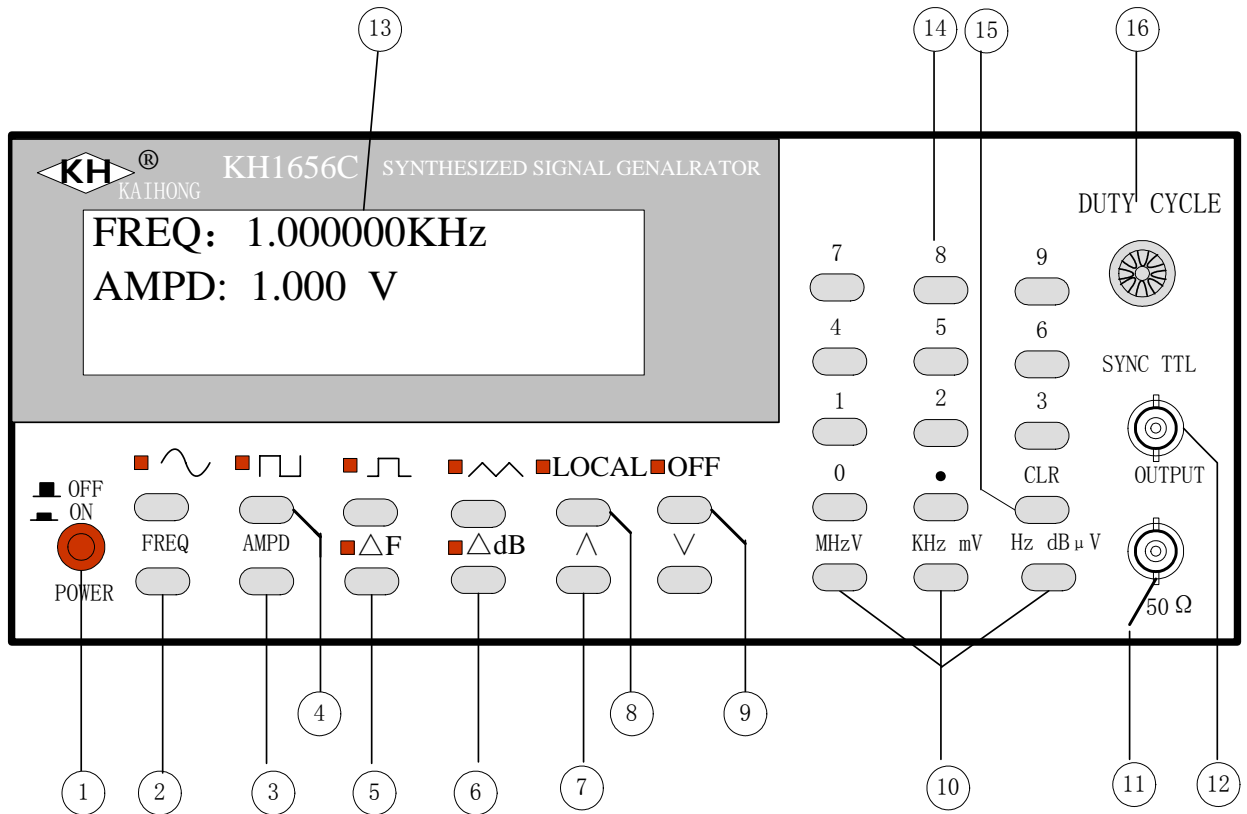 13
14
15
16
KH ®
KAIHONG
KH1656C SYNTHESIZED SIGNAL GENALRATOR
FREQ: 1.000000KHz
AMPD: 1.000 V
DUTY CYCLE
7 8 9
4 5 6
SYNC TTL
1 2 3
LOCAL OFF
0 • CLR
OUTPUT
OFF
ON
FREQ AMPD △F △dB ∧ ∨
MHzV KHz mV Hz dBμV
POWER
50 Ω
4
8
9
1
2
3
5
6
7
10
11
12